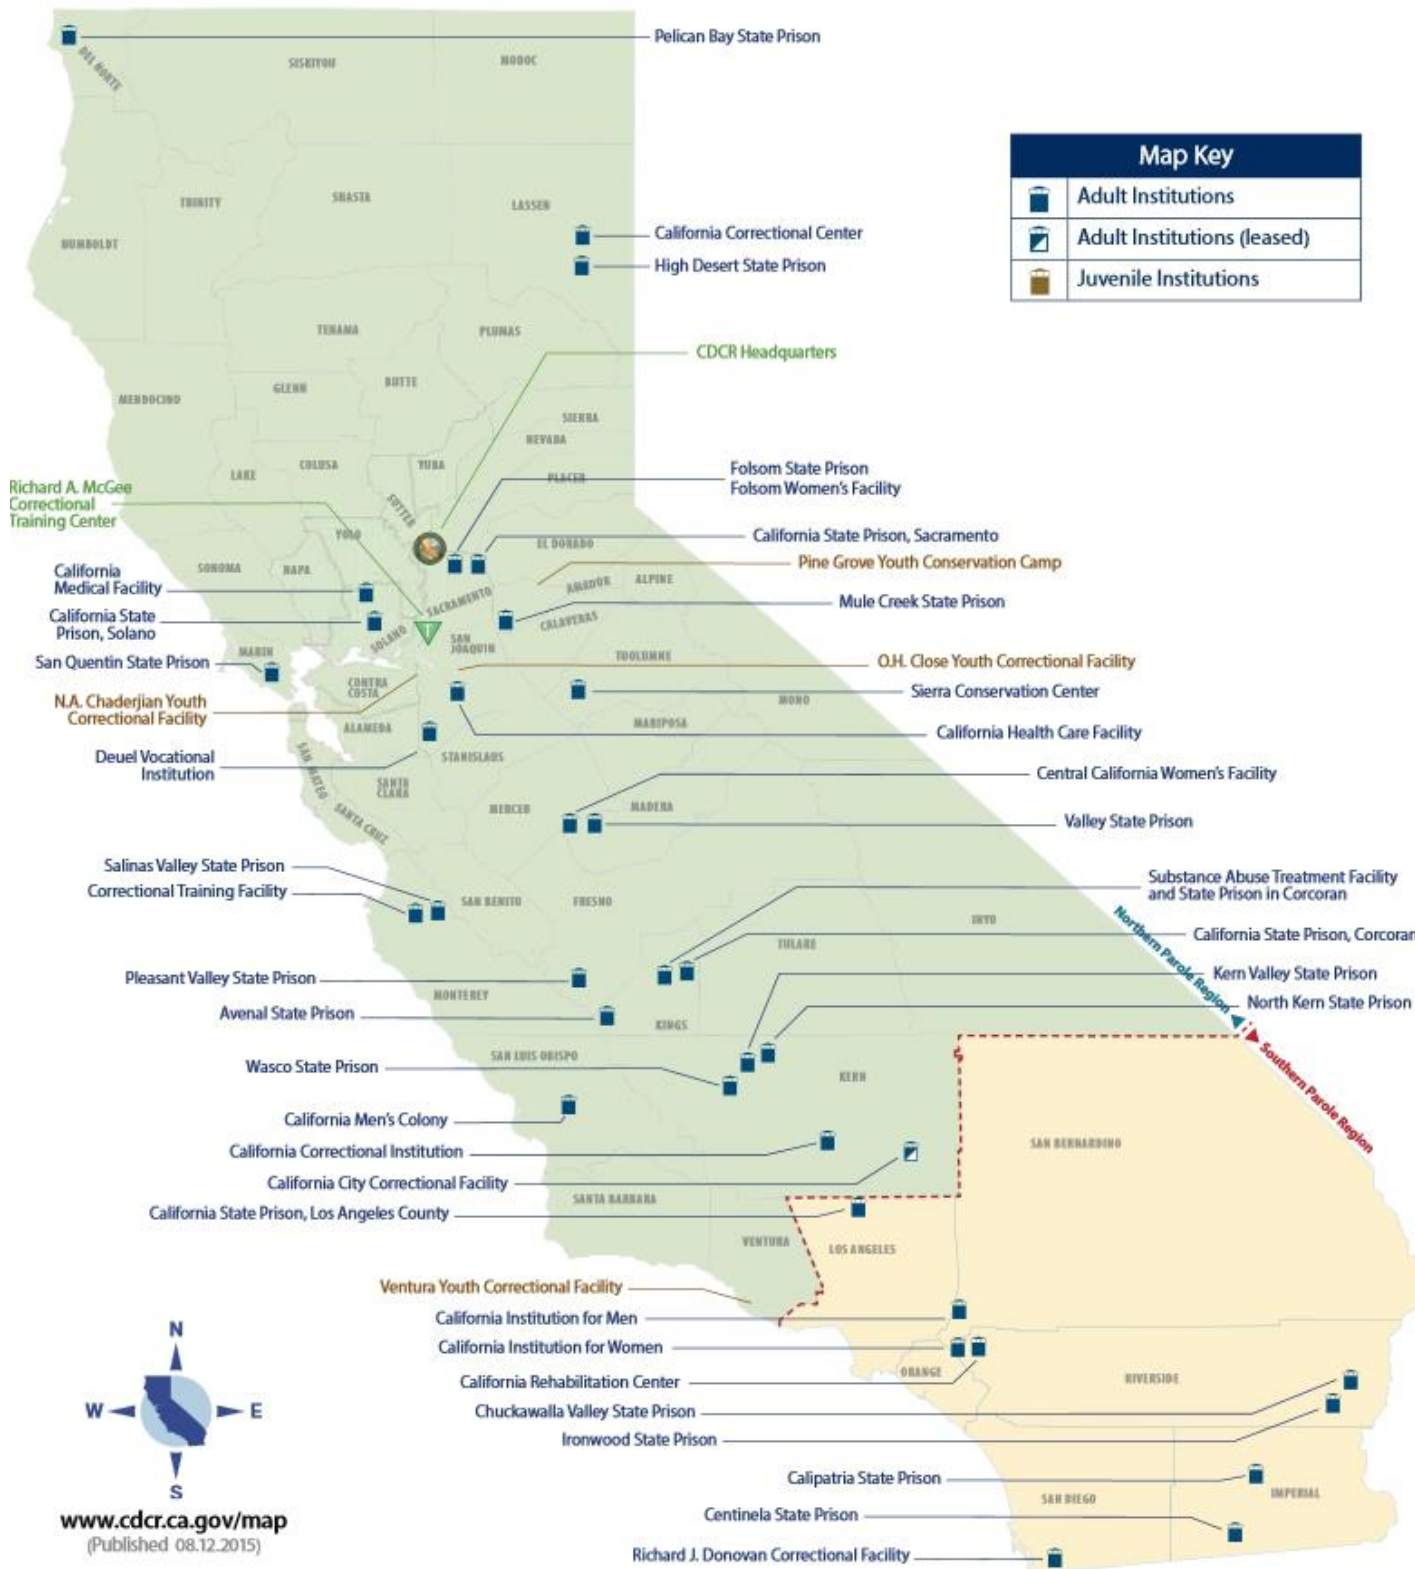 Pelican Bay State Prison
DEL NORTE
SISKIYOU
MODOC
Map Key
Adult Institutions
Adult Institutions (leased)
Juvenile Institutions
TRINITY
SHASTA
LASSEN
HUMBOLDT
California Correctional Center
High Desert State Prison
TEHAMA
PLUMAS
CDCR Headquarters
GLENN
BUTTE
MENDOCINO
SIERRA
NEVADA
LAKE
COLUSA
YUBA
PLACER
Folsom State Prison
Folsom Women's Facility
Richard A. McGee
Correctional
Training Center
SUTTER
YOLO
EL DORADO
California State Prison, Sacramento
Pine Grove Youth Conservation Camp
SONOMA
NAPA
California
Medical Facility
SACRAMENTO
AMADOR
ALPINE
Mule Creek State Prison
California State
Prison, Solano
SOLANO
CALAVERAS
MARIN
SAN
JOAQUIN
TUOLUMNE
San Quentin State Prison
O.H. Close Youth Correctional Facility
CONTRA
COSTA
Sierra Conservation Center
MONO
N.A. Chaderjian Youth
Correctional Facility
ALAMEDA
MARIPOSA
California Health Care Facility
Deuel Vocational
Institution
SAN MATEO
STANISLAUS
SANTA
CLARA
Central California Women's Facility
SANTA CRUZ
MERCED
MADERA
Valley State Prison
Salinas Valley State Prison
Correctional Training Facility
SAN BENITO
FRESNO
INYO
Substance Abuse Treatment Facility
and State Prison in Corcoran
TULARE
California State Prison, Corcoran
Pleasant Valley State Prison
MONTEREY
Kern Valley State Prison
Northern Parole Region
North Kern State Prison
Avenal State Prison
KINGS
Southern Parole Region
SAN LUIS OBISPO
Wasco State Prison
KERN
California Men's Colony
SAN BERNARDINO
California Correctional Institution
California City Correctional Facility
SANTA BARBARA
California State Prison, Los Angeles County
VENTURA
LOS ANGELES
Ventura Youth Correctional Facility
California Institution for Men
California Institution for Women
ORANGE
RIVERSIDE
California Rehabilitation Center
Chuckawalla Valley State Prison
Ironwood State Prison
Calipatria State Prison
SAN DIEGO
IMPERIAL
Centinela State Prison
Richard J. Donovan Correctional Facility
N
W
E
S
www.cdcr.ca.gov/map
(Published 08.12.2015)